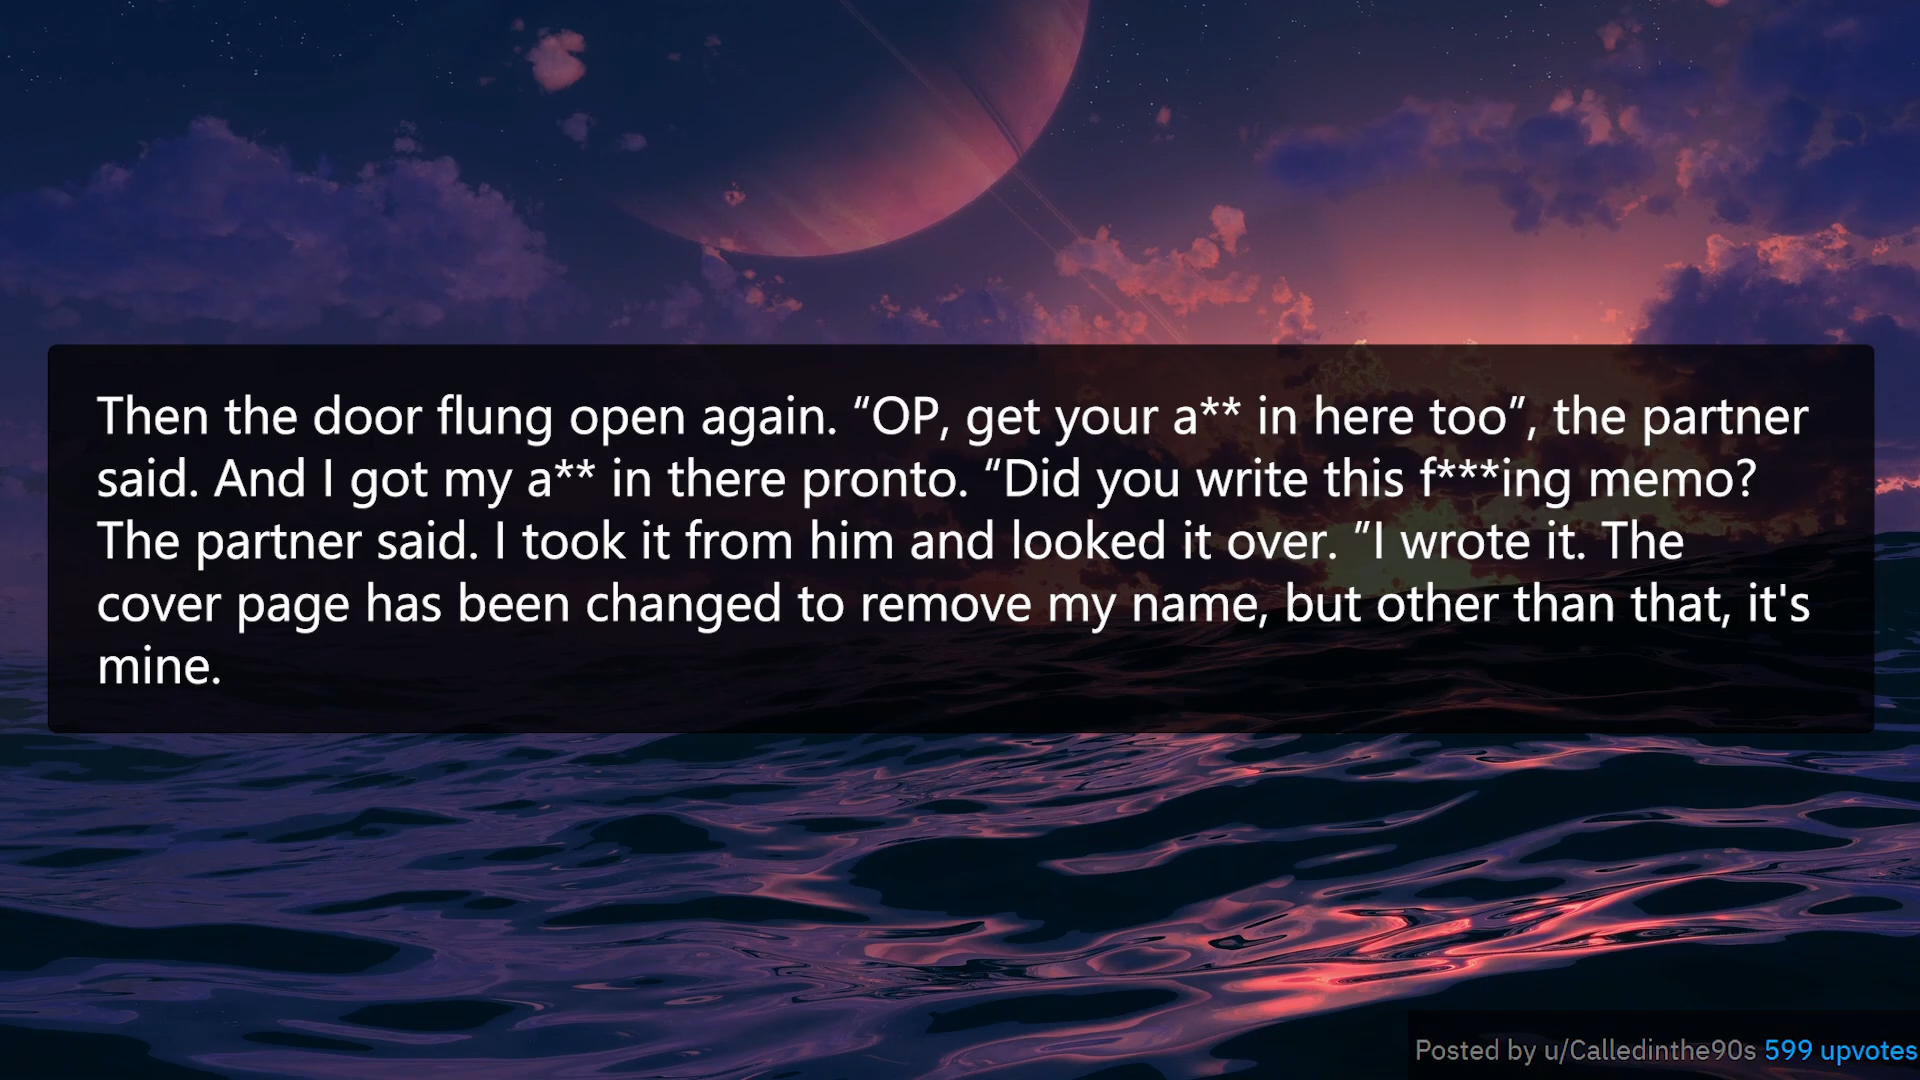 Then the door flung open again. “OP, get your a** in here too”, the partner
said. And I got my a** in there pronto. “Did you write this f***ing memo?
The partner said. I took it from him and looked it over. ”I wrote it. The
cover page has been changed to remove my name, but other than that, it's
mine.
Posted by u/Calledinthe90s 599 upvotes